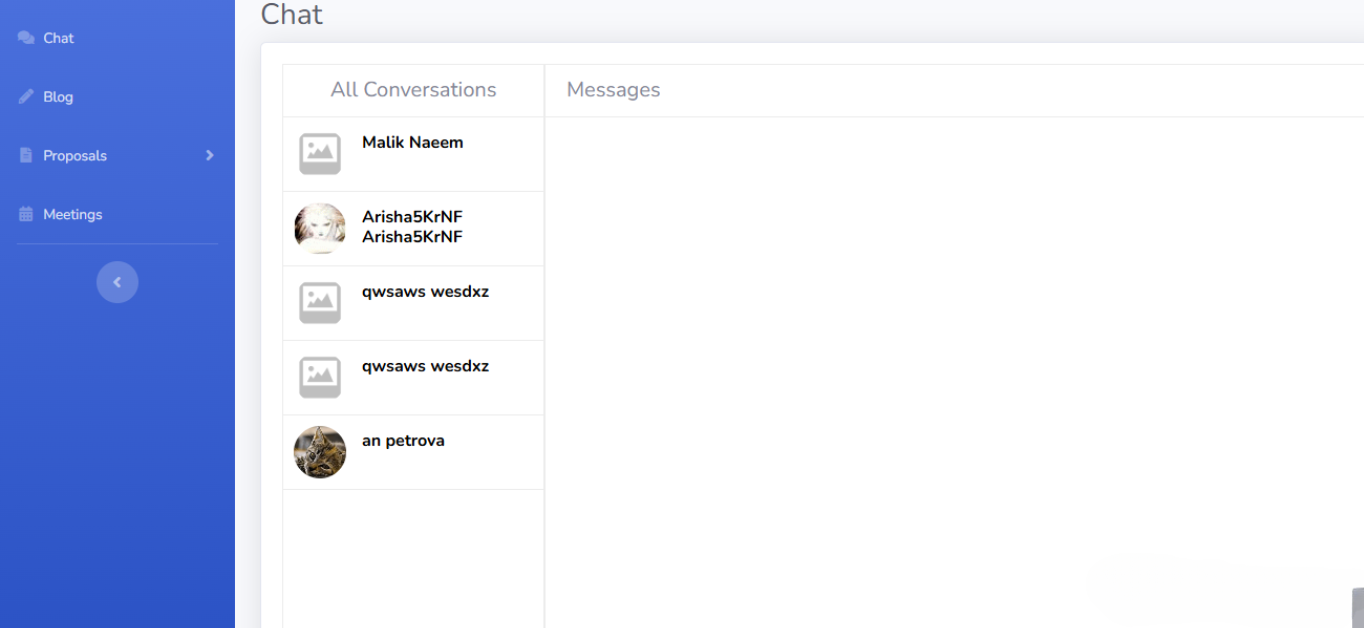 Chat
Blog
Proposals
Meetings
Chat
All Conversations
Messages
Malik Naeem
Arisha5KrNF
Arisha5KrNF
qwsaws wesdxz
qwsaws wesdxz
an petrova